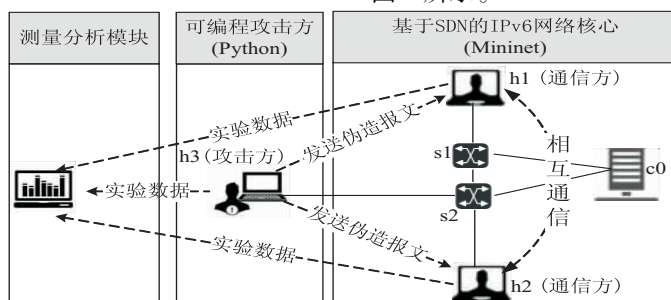 图 所示。
测量分析模块
可编程攻击方
(Python)
基于SDN的IPv6网络核心
(Mininet)
h1（通信方）
实验数据
发送伪造报文
h3（攻击方）
s1
相互通信
c0
实验数据
s2
发送伪造报文
实验数据
h2（通信方）